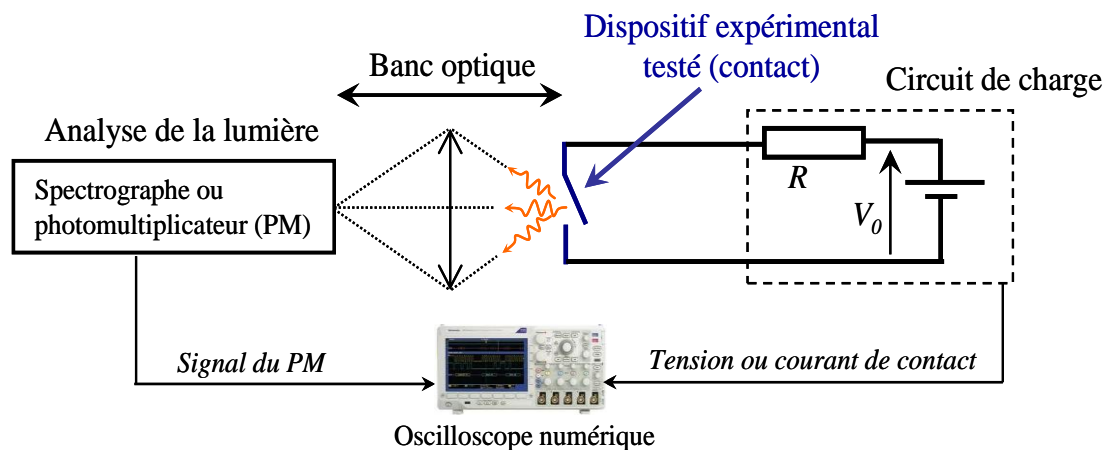 Dispositif expérimental
testé (contact)
Banc optique
Circuit de charge
Analyse de la lumière
Spectrographe ou
photomultiplicateur (PM)
R
V0
Signal du PM
Tension ou courant de contact
Oscilloscope numérique